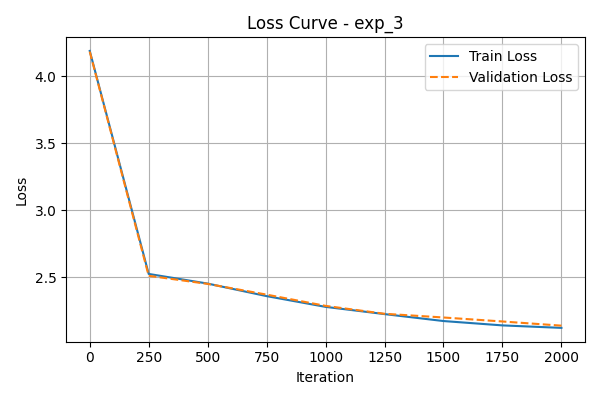 Loss Curve - exp_3
Train Loss
Validation Loss
4.0
3.5
3.0
2.5
Loss
0 250 500 750 1000 1250 1500 1750 2000
Iteration